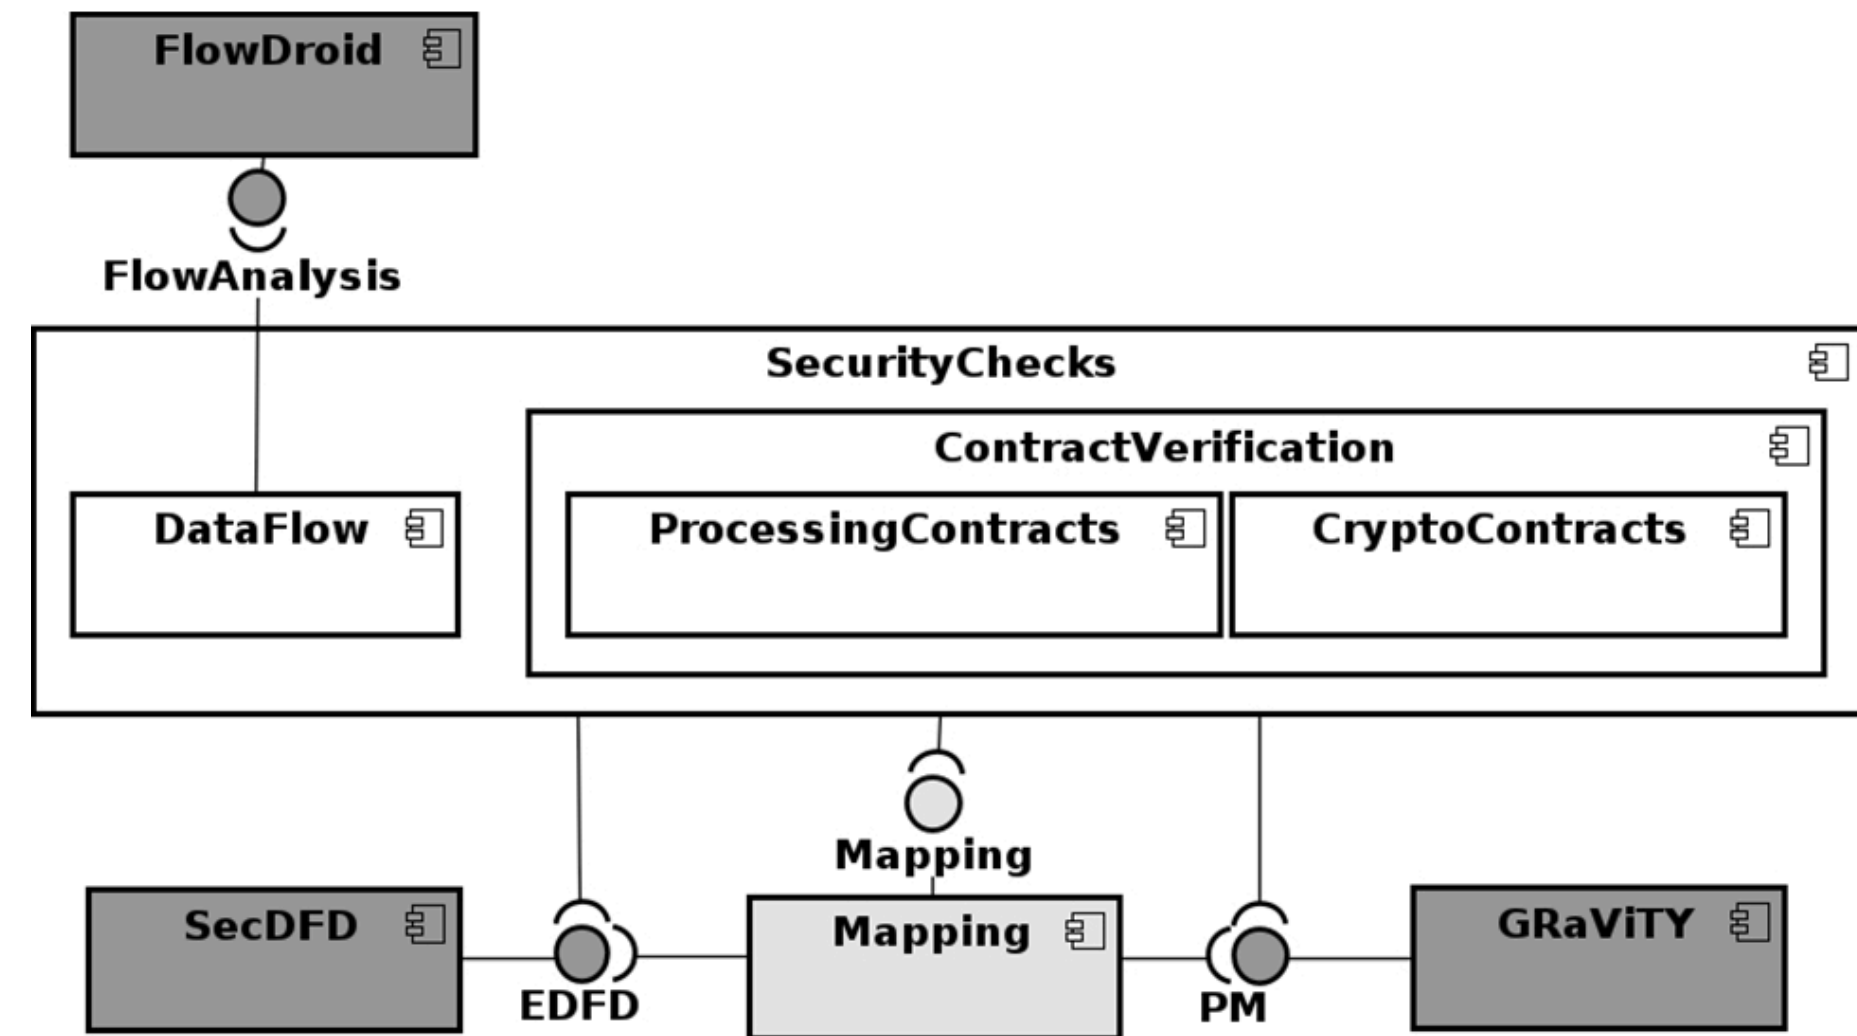 FlowDroid
FlowAnalysis
SecurityChecks
ContractVerification
DataFlow
ProcessingContracts
CryptoContracts
Mapping
SecDFD
Mapping
GRaViTY
EDFD
PM